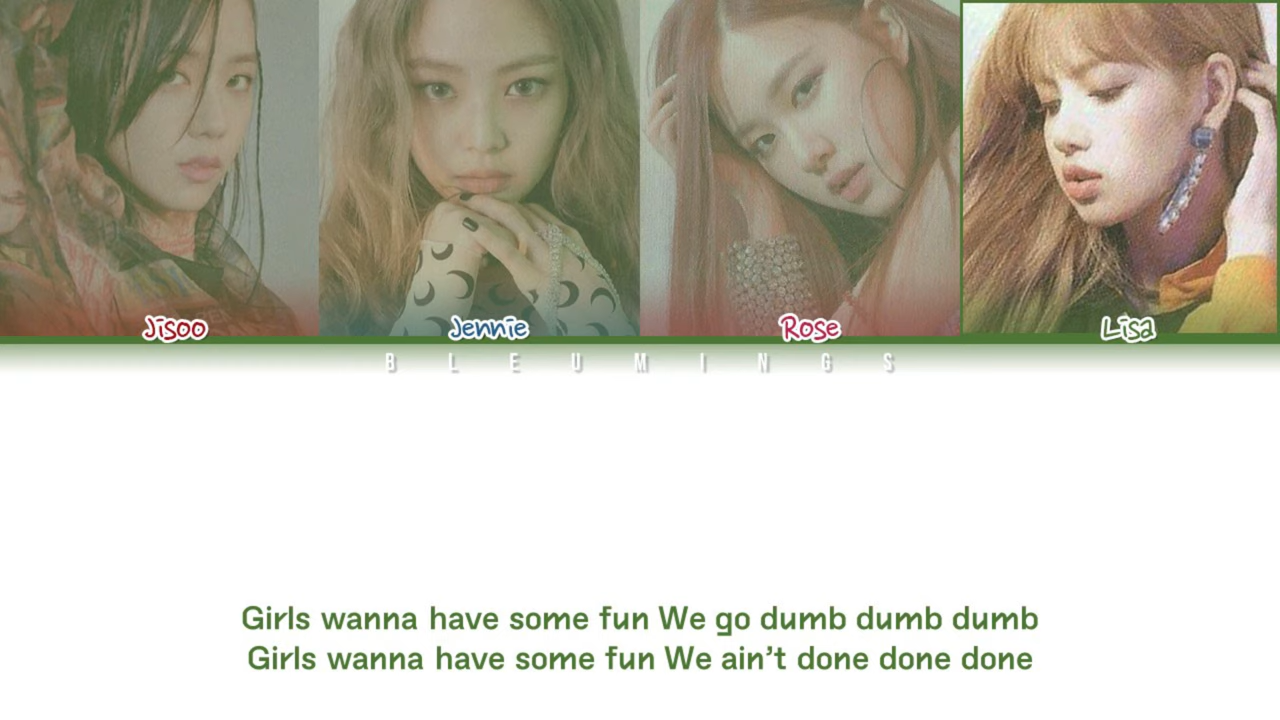 Jisoo
Jennie
Rose
Lisa
BLEUMINGS
Girls wanna have some fun We go dumb dumb dumb
Girls wanna have some fun We ain't done done done